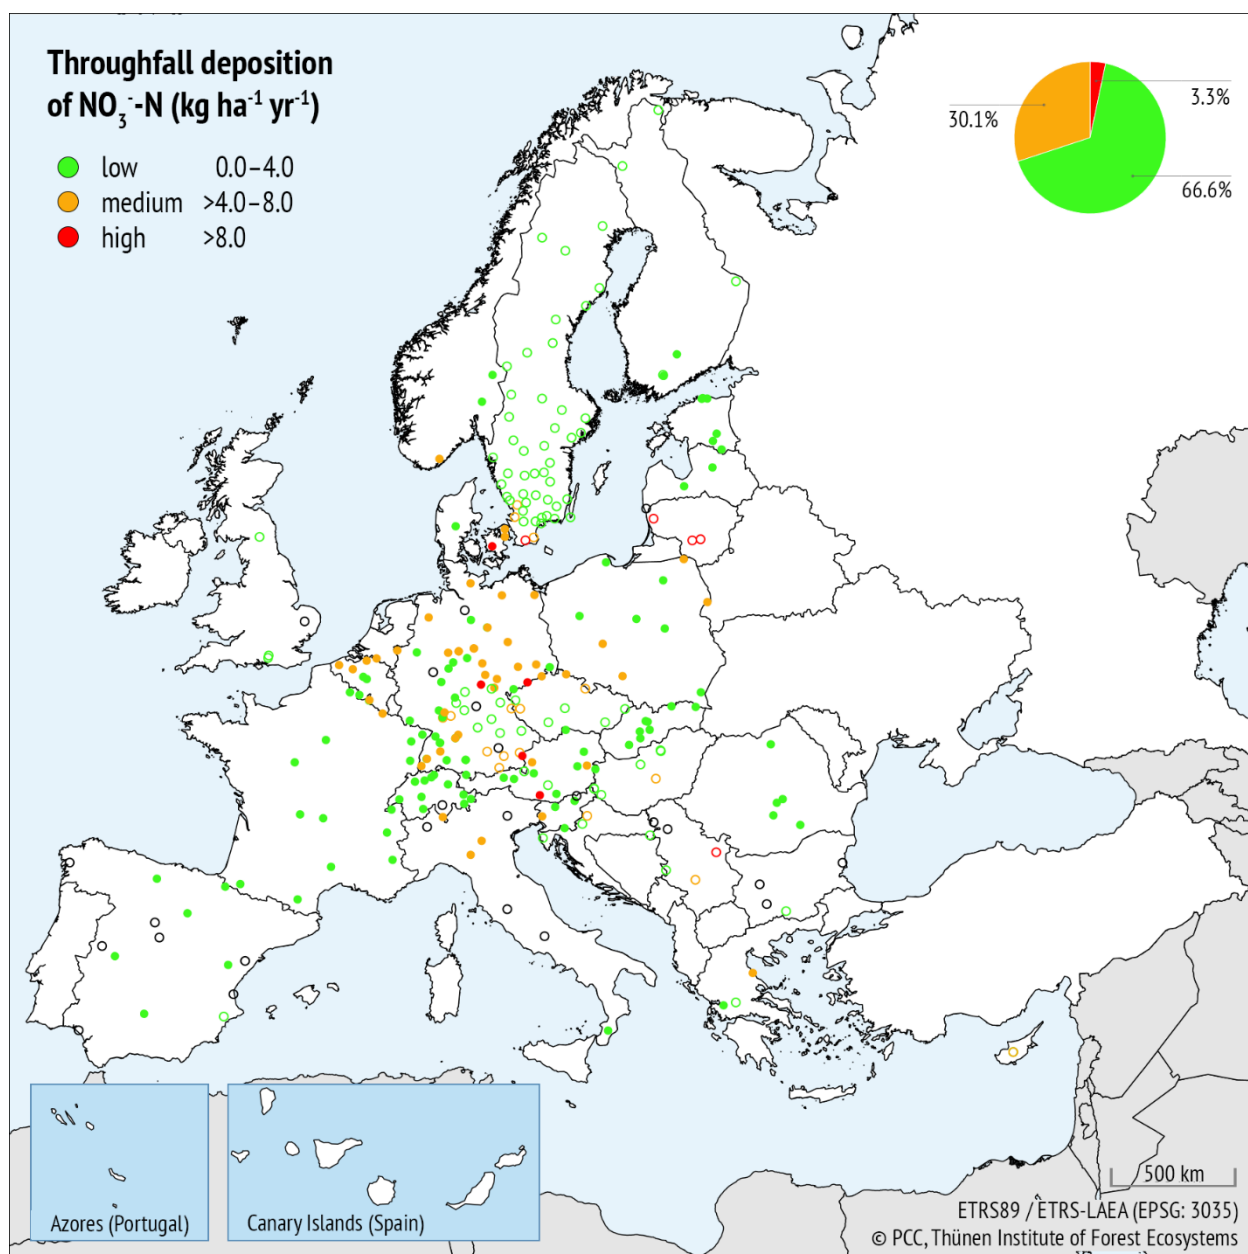 Throughfall deposition
of NO₃⁻-N (kg ha⁻¹ yr⁻¹)
low 0.0–4.0
medium >4.0–8.0
high >8.0
3.3%
30.1%
66.6%
500 km
Azores (Portugal)
Canary Islands (Spain)
ETRS89 / ETRS-LAEA (EPSG: 3035)
© PCC, Thünen Institute of Forest Ecosystems